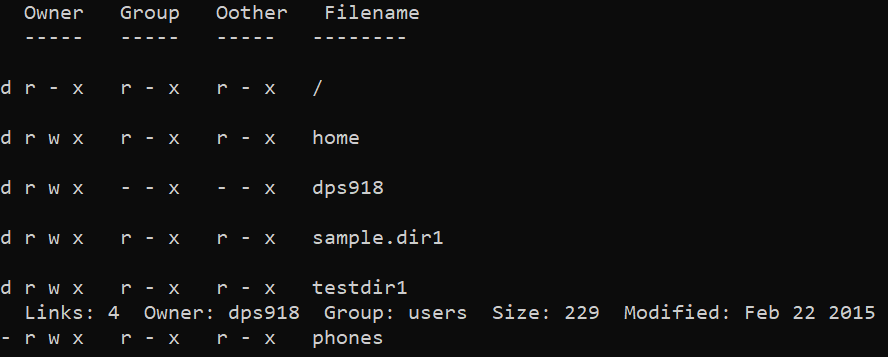 Owner   Group   Oother   Filename
-----   -----   -----   --------
d r - x   r - x   r - x   /
d r w x   r - x   r - x   home
d r w x   - - x   - - x   dps918
d r w x   r - x   r - x   sample.dir1
d r w x   r - x   r - x   testdir1
Links: 4  Owner: dps918  Group: users  Size: 229  Modified: Feb 22 2015
- r w x   r - x   r - x   phones